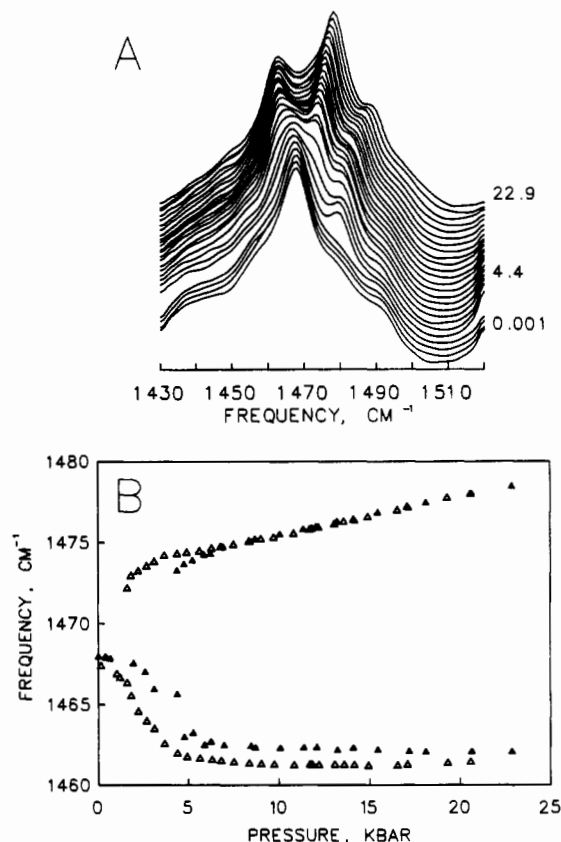 A
22.9
4.4
0.001
1430 1450 1470 1490 1510
FREQUENCY, CM⁻¹
B
1480
1475
1470
1465
1460
FREQUENCY, CM⁻¹
0 5 10 15 20 25
PRESSURE, KBAR